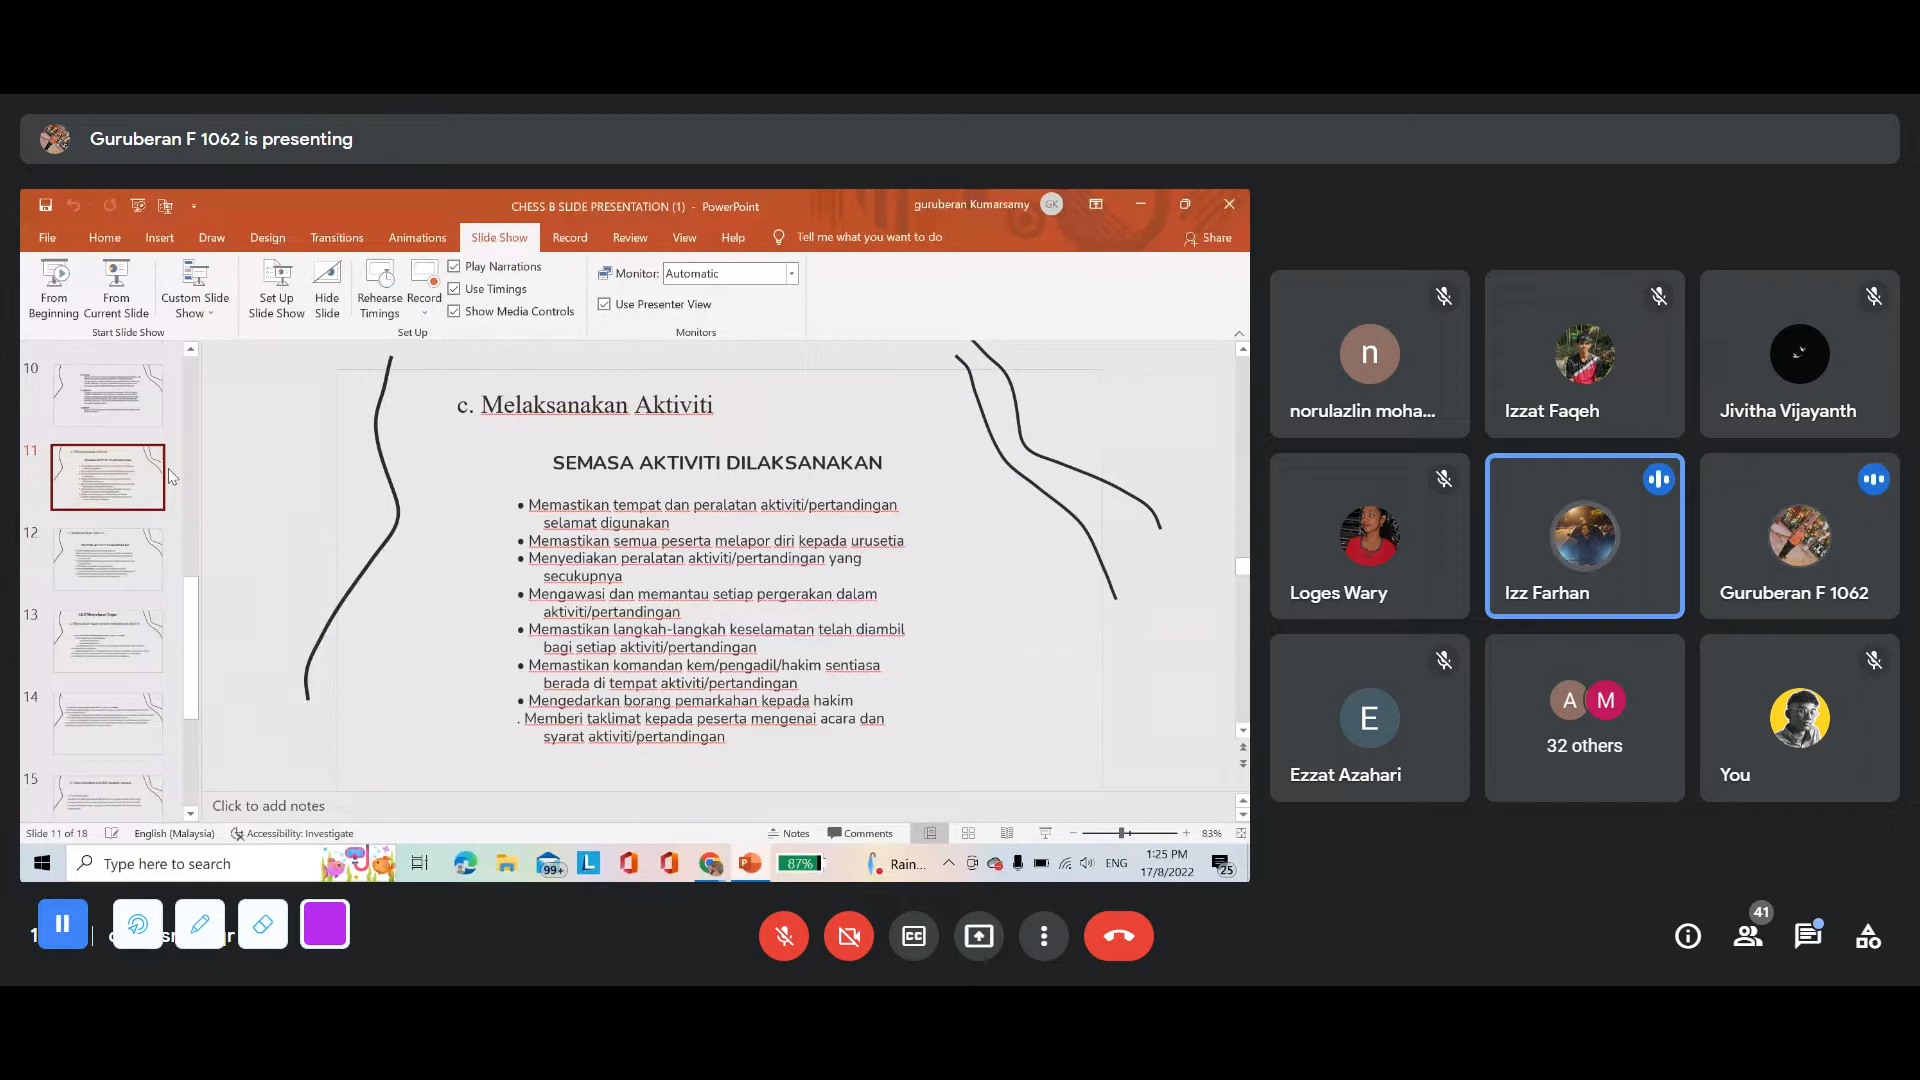 Guruberan F 1062 is presenting
CHESS B SLIDE PRESENTATION (1) - PowerPoint
guruberan Kumarsamy
GK
File Home Insert Draw Design Transitions Animations Slide Show Record Review View Help Tell me what you want to do Share
From Beginning
From Current Slide
Custom Slide Show
Set Up Slide Show
Hide Slide
Rehearse Timings
Record
Play Narrations
Use Timings
Show Media Controls
Monitor: Automatic
Use Presenter View
Start Slide Show
Set Up
Monitors
10
11
12
13
14
15
c. Melaksanakan Aktiviti
SEMASA AKTIVITI DILAKSANAKAN
• Memastikan tempat dan peralatan aktiviti/pertandingan
selamat digunakan
• Memastikan semua peserta melapor diri kepada urusetia
• Menyediakan peralatan aktiviti/pertandingan yang
secukupnya
• Mengawasi dan memantau setiap pergerakan dalam
aktiviti/pertandingan
• Memastikan langkah-langkah keselamatan telah diambil
bagi setiap aktiviti/pertandingan
• Memastikan komandan kem/pengadil/hakim sentiasa
berada di tempat aktiviti/pertandingan
• Mengedarkan borang pemarkahan kepada hakim
. Memberi taklimat kepada peserta mengenai acara dan
syarat aktiviti/pertandingan
Click to add notes
Slide 11 of 18 English (Malaysia) Accessibility: Investigate Notes Comments 83%
Type here to search
99+
L
87%
Rain...
ENG
1:25 PM
17/8/2022
25
n
norulazlin moha...
Izzat Faqeh
Jivitha Vijayanth
Loges Wary
Izz Farhan
Guruberan F 1062
E
Ezzat Azahari
A M
32 others
You
41